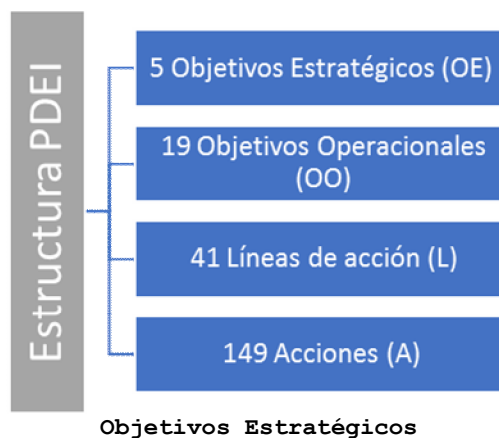 Estructura PDEI
5 Objetivos Estratégicos (OE)
19 Objetivos Operacionales
(OO)
41 Líneas de acción (L)
149 Acciones (A)
Objetivos Estratégicos